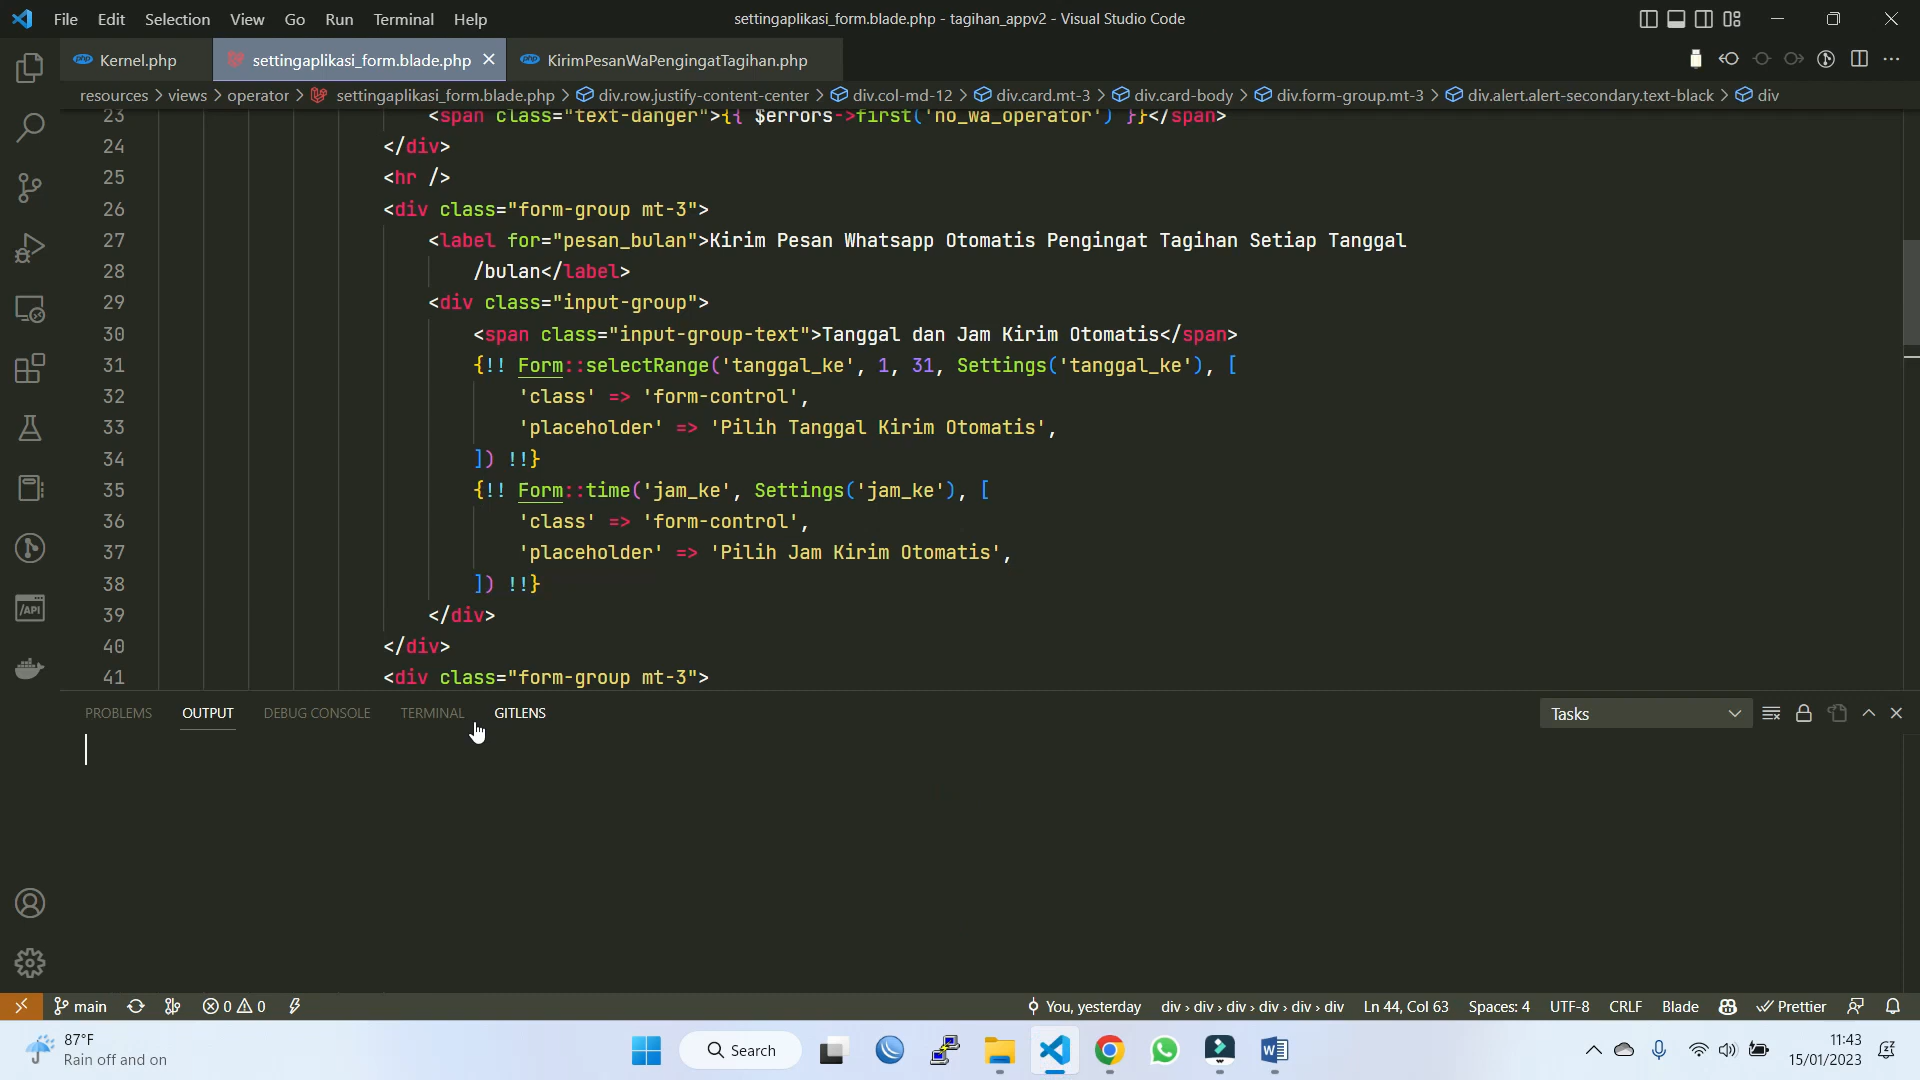 File Edit Selection View Go Run Terminal Help
settingaplikasi_form.blade.php - tagihan_appv2 - Visual Studio Code
Kernel.php
settingaplikasi_form.blade.php
KirimPesanWaPengingatTagihan.php
resources > views > operator > settingaplikasi_form.blade.php > div.row.justify-content-center > div.col-md-12 > div.card.mt-3 > div.card-body > div.form-group.mt-3 > div.alert.alert-secondary.text-black > div
23 <span class="text-danger">{{ $errors->first('no_wa_operator') }}</span>
24 </div>
25 <hr />
26 <div class="form-group mt-3">
27 <label for="pesan_bulan">Kirim Pesan Whatsapp Otomatis Pengingat Tagihan Setiap Tanggal
28 /bulan</label>
29 <div class="input-group">
30 <span class="input-group-text">Tanggal dan Jam Kirim Otomatis</span>
31 {!! Form::selectRange('tanggal_ke', 1, 31, Settings('tanggal_ke'), [
32 'class' => 'form-control',
33 'placeholder' => 'Pilih Tanggal Kirim Otomatis',
34 ]) !!}
35 {!! Form::time('jam_ke', Settings('jam_ke'), [
36 'class' => 'form-control',
37 'placeholder' => 'Pilih Jam Kirim Otomatis',
38 ]) !!}
39 </div>
40 </div>
41 <div class="form-group mt-3">
PROBLEMS OUTPUT DEBUG CONSOLE TERMINAL GITLENS
Tasks
main 0 0
You, yesterday div › div › div › div › div › div Ln 44, Col 63 Spaces: 4 UTF-8 CRLF Blade Prettier
87°F
Rain off and on
Search
11:43
15/01/2023
/API